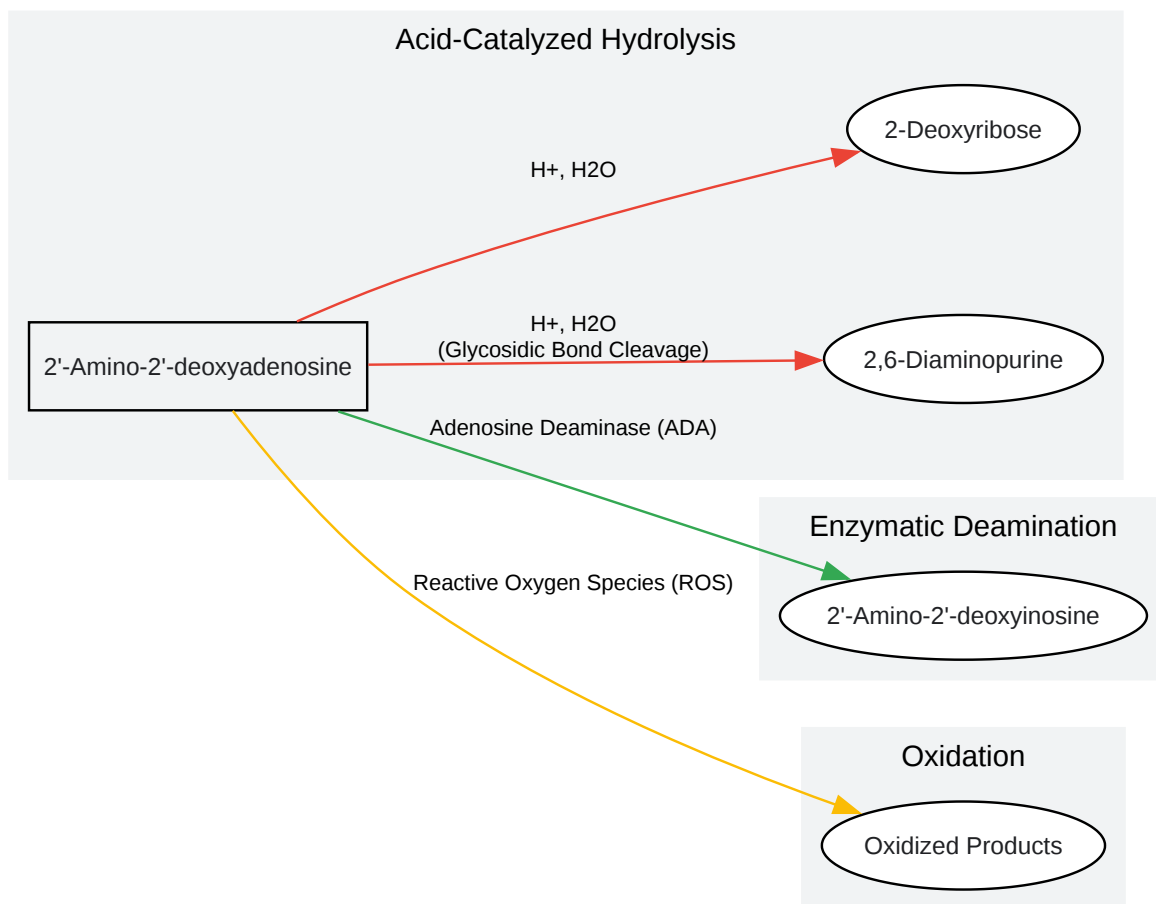 Acid-Catalyzed Hydrolysis
2-Deoxyribose
H+, H2O
H+, H2O
(Glycosidic Bond Cleavage)
2'-Amino-2'-deoxyadenosine
2,6-Diaminopurine
Adenosine Deaminase (ADA)
Enzymatic Deamination
Reactive Oxygen Species (ROS)
2'-Amino-2'-deoxyinosine
Oxidation
Oxidized Products